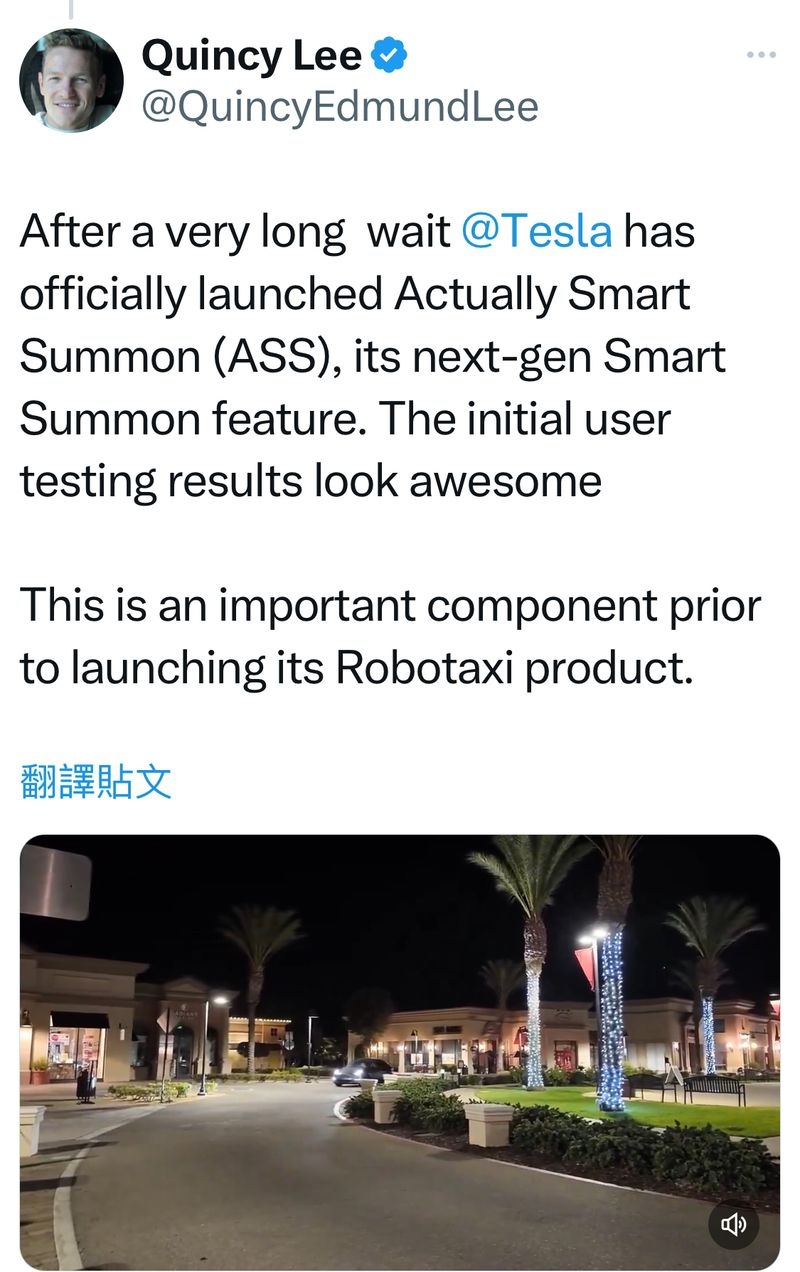 Quincy Lee
@QuincyEdmundLee
After a very long  wait @Tesla has
officially launched Actually Smart
Summon (ASS), its next-gen Smart
Summon feature. The initial user
testing results look awesome
This is an important component prior
to launching its Robotaxi product.
翻譯貼文